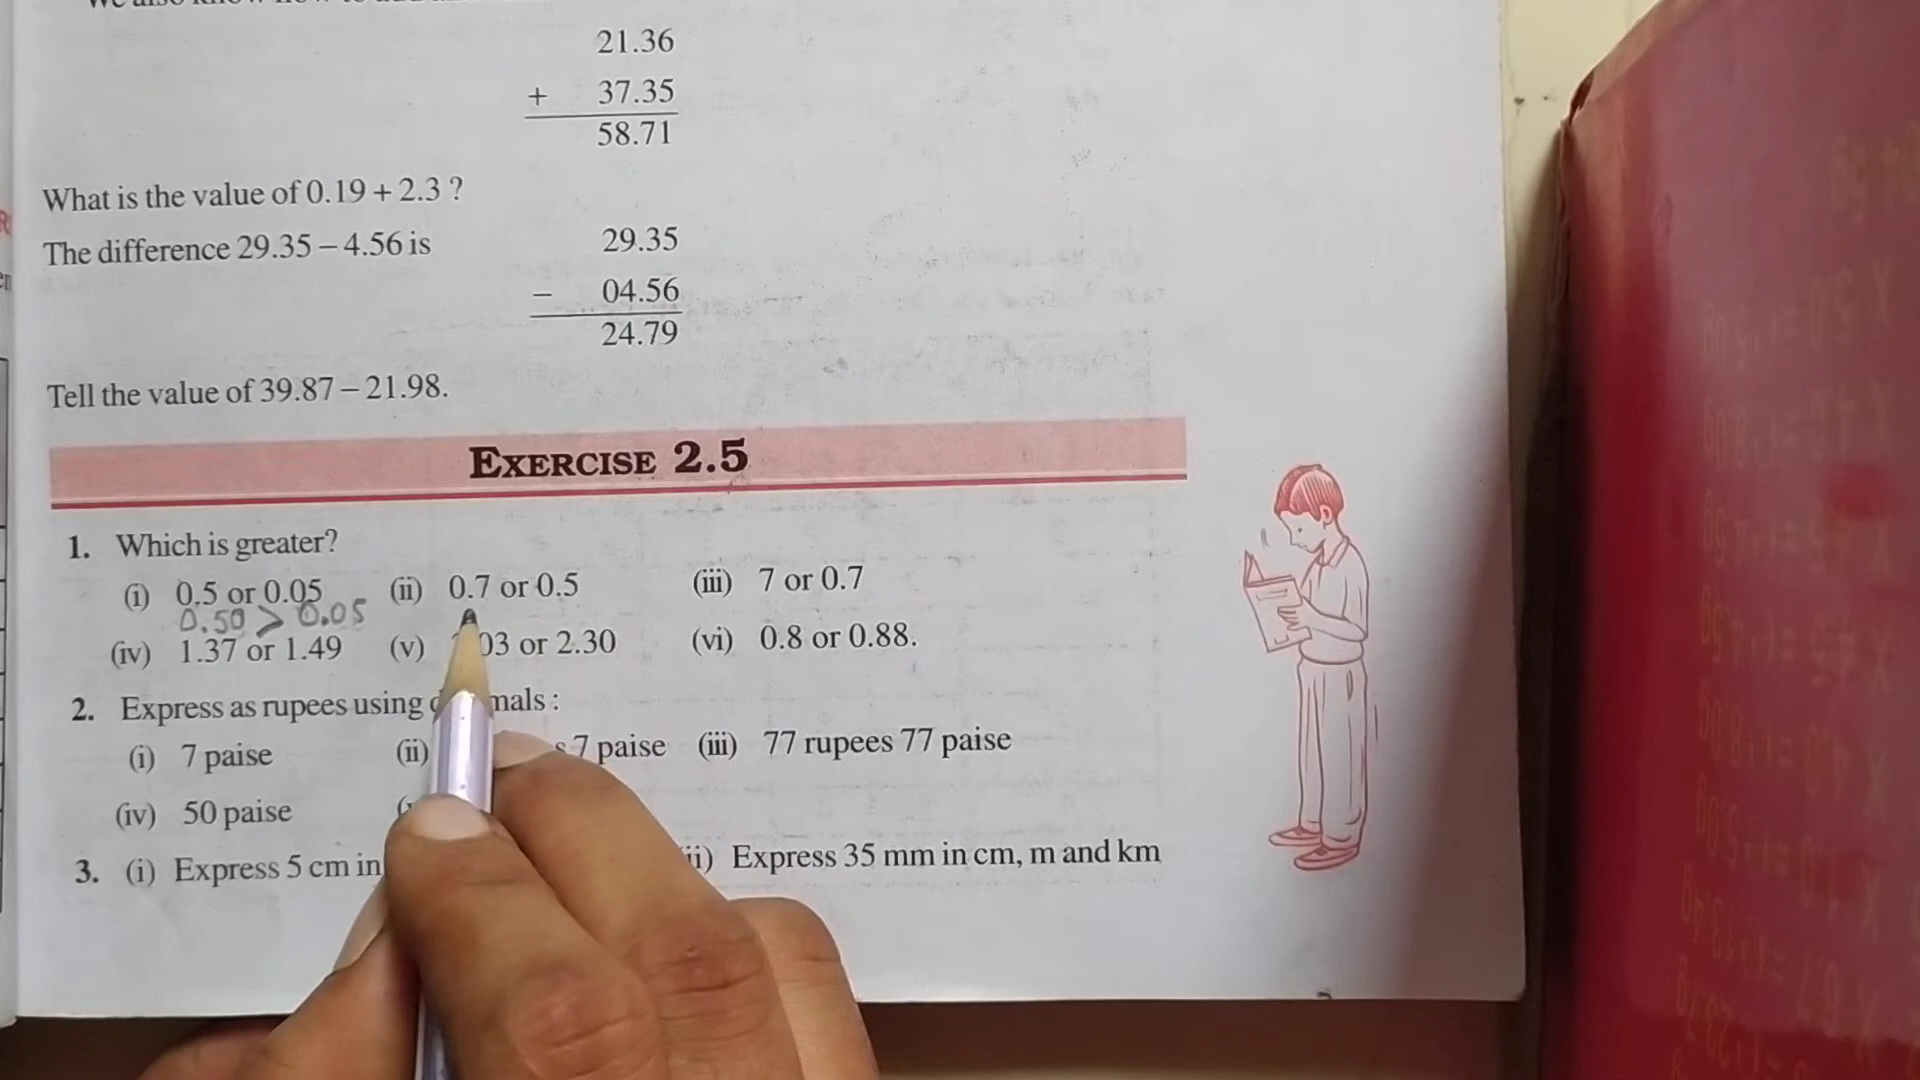 21.36
+ 37.35
58.71
What is the value of 0.19 + 2.3 ?
The difference 29.35 – 4.56 is
29.35
– 04.56
24.79
Tell the value of 39.87 – 21.98.
EXERCISE 2.5
1. Which is greater?
(i) 0.5 or 0.05 (ii) 0.7 or 0.5 (iii) 7 or 0.7
0.50 > 0.05
(iv) 1.37 or 1.49 (v) 03 or 2.30 (vi) 0.8 or 0.88.
2. Express as rupees using
(i) 7 paise (ii) 7 paise (iii) 77 rupees 77 paise
(iv) 50 paise
3. (i) Express 5 cm in Express 35 mm in cm, m and km